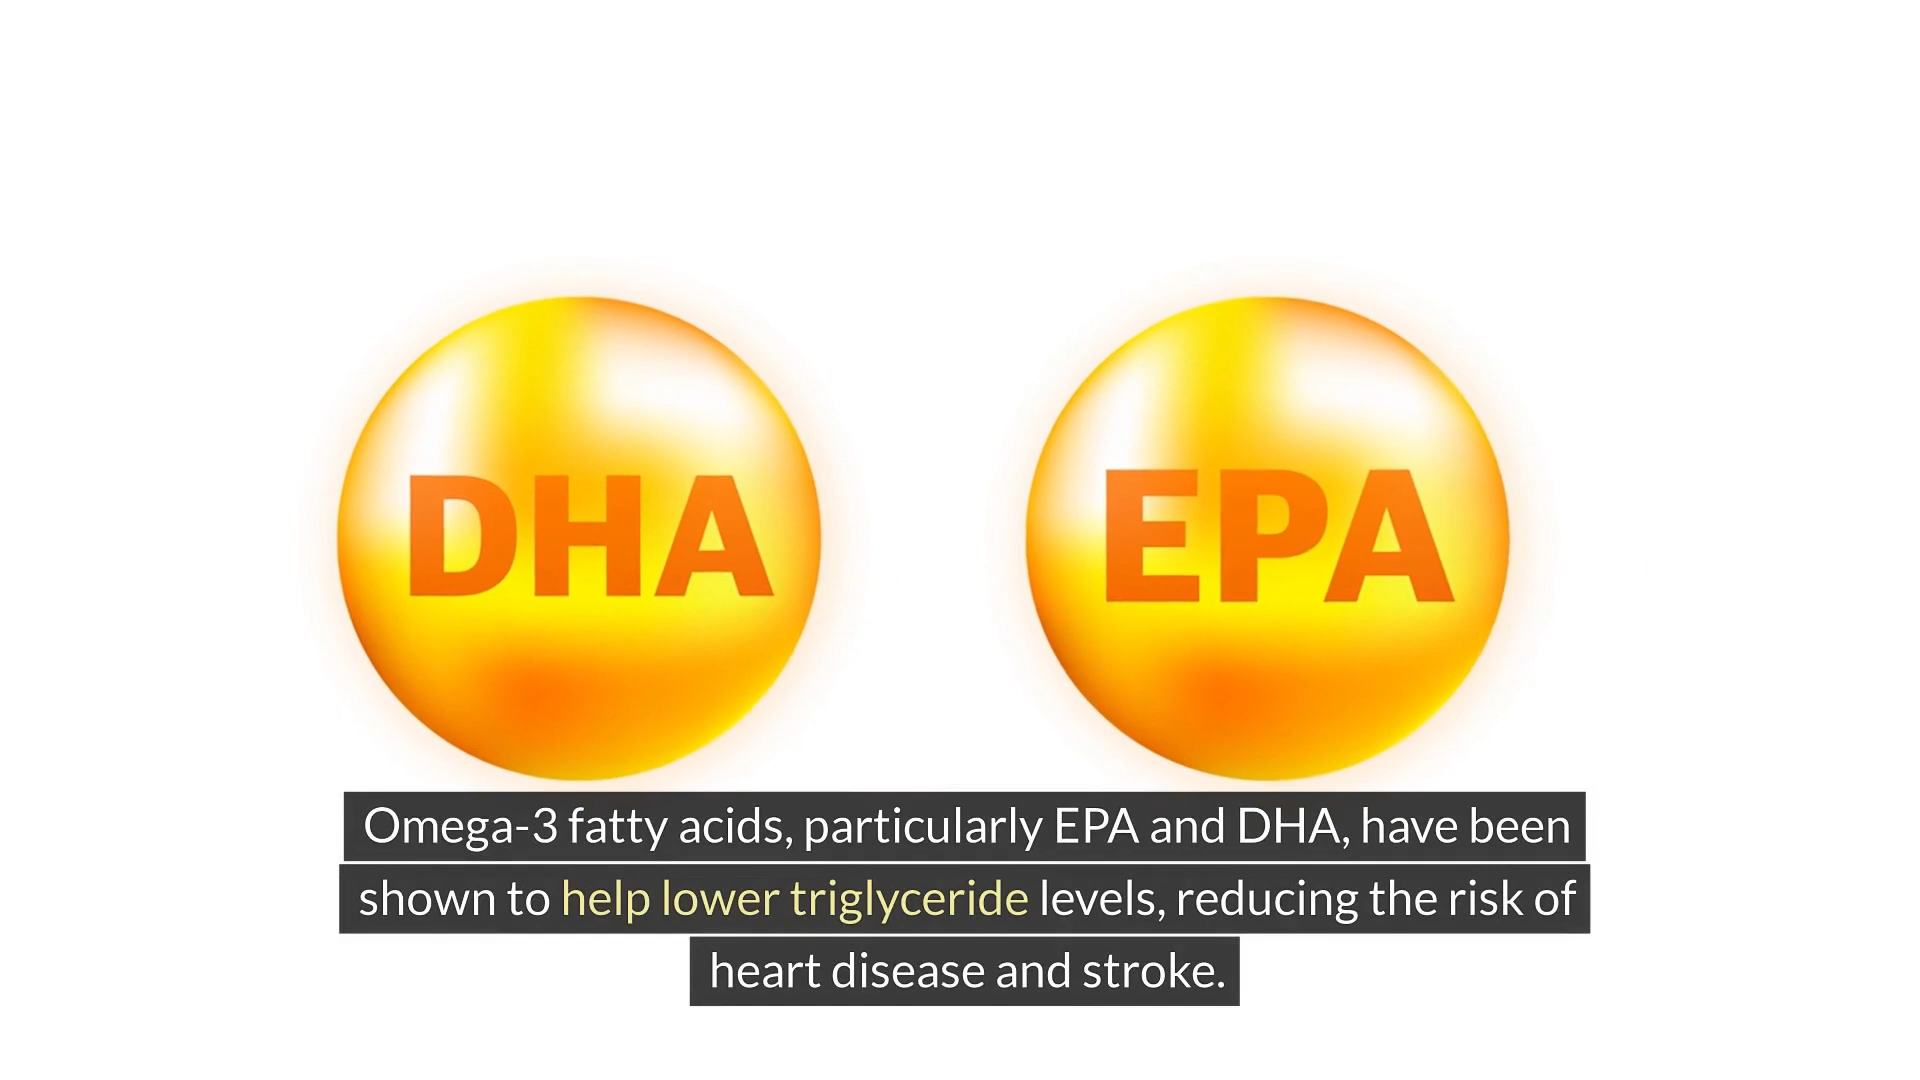 DHA
EPA
Omega-3 fatty acids, particularly EPA and DHA, have been
shown to help lower triglyceride levels, reducing the risk of
heart disease and stroke.